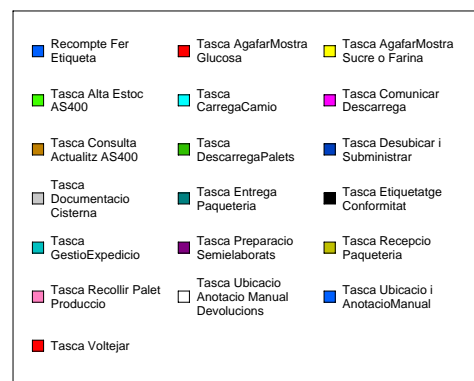 Recompte Fer
Etiqueta
Tasca AgafarMostra
Glucosa
Tasca AgafarMostra
Sucre o Farina
Tasca Alta Estoc
AS400
Tasca
CarregaCamio
Tasca Comunicar
Descarrega
Tasca Consulta
Actualitz AS400
Tasca
DescarregaPalets
Tasca Desubicar i
Subministrar
Tasca
Documentacio
Cisterna
Tasca Entrega
Paqueteria
Tasca Etiquetatge
Conformitat
Tasca
GestioExpedicio
Tasca Preparacio
Semielaborats
Tasca Recepcio
Paqueteria
Tasca Recollir Palet
Produccio
Tasca Ubicacio
Anotacio Manual
Devolucions
Tasca Ubicacio i
AnotacioManual
Tasca Voltejar